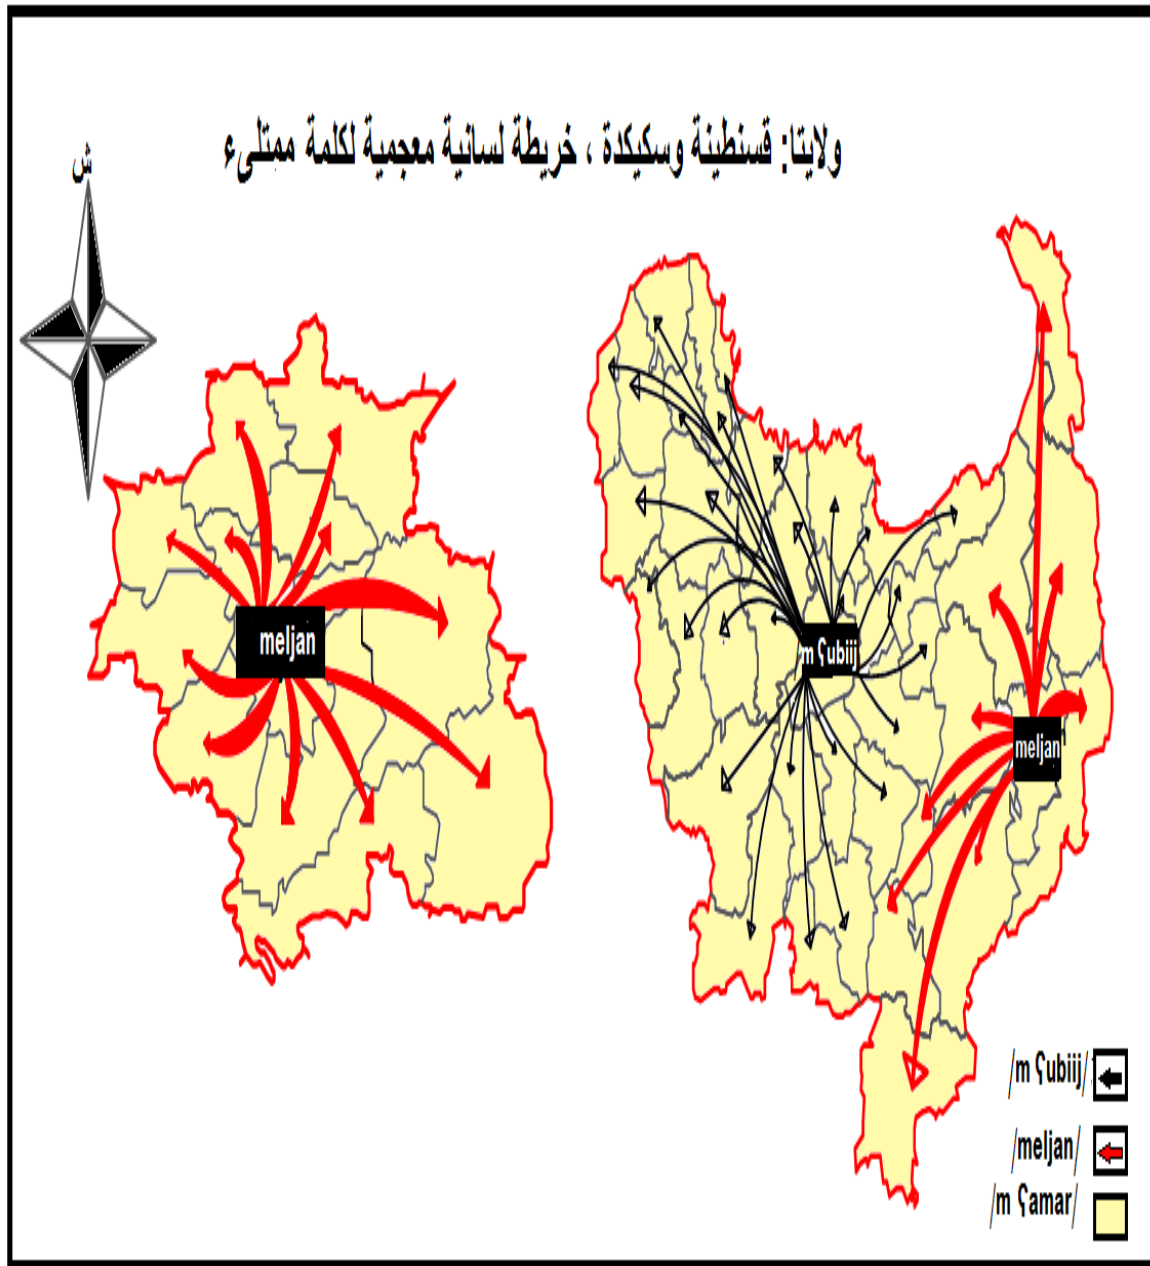 ولايتا: قسنطينة وسكيكدة ، خريطة لسانية معجمية لكلمة ممتلىء
ش
meljan
m ʕubiij
meljan
/m ʕubiij/
/meljan/
/m ʕamar/